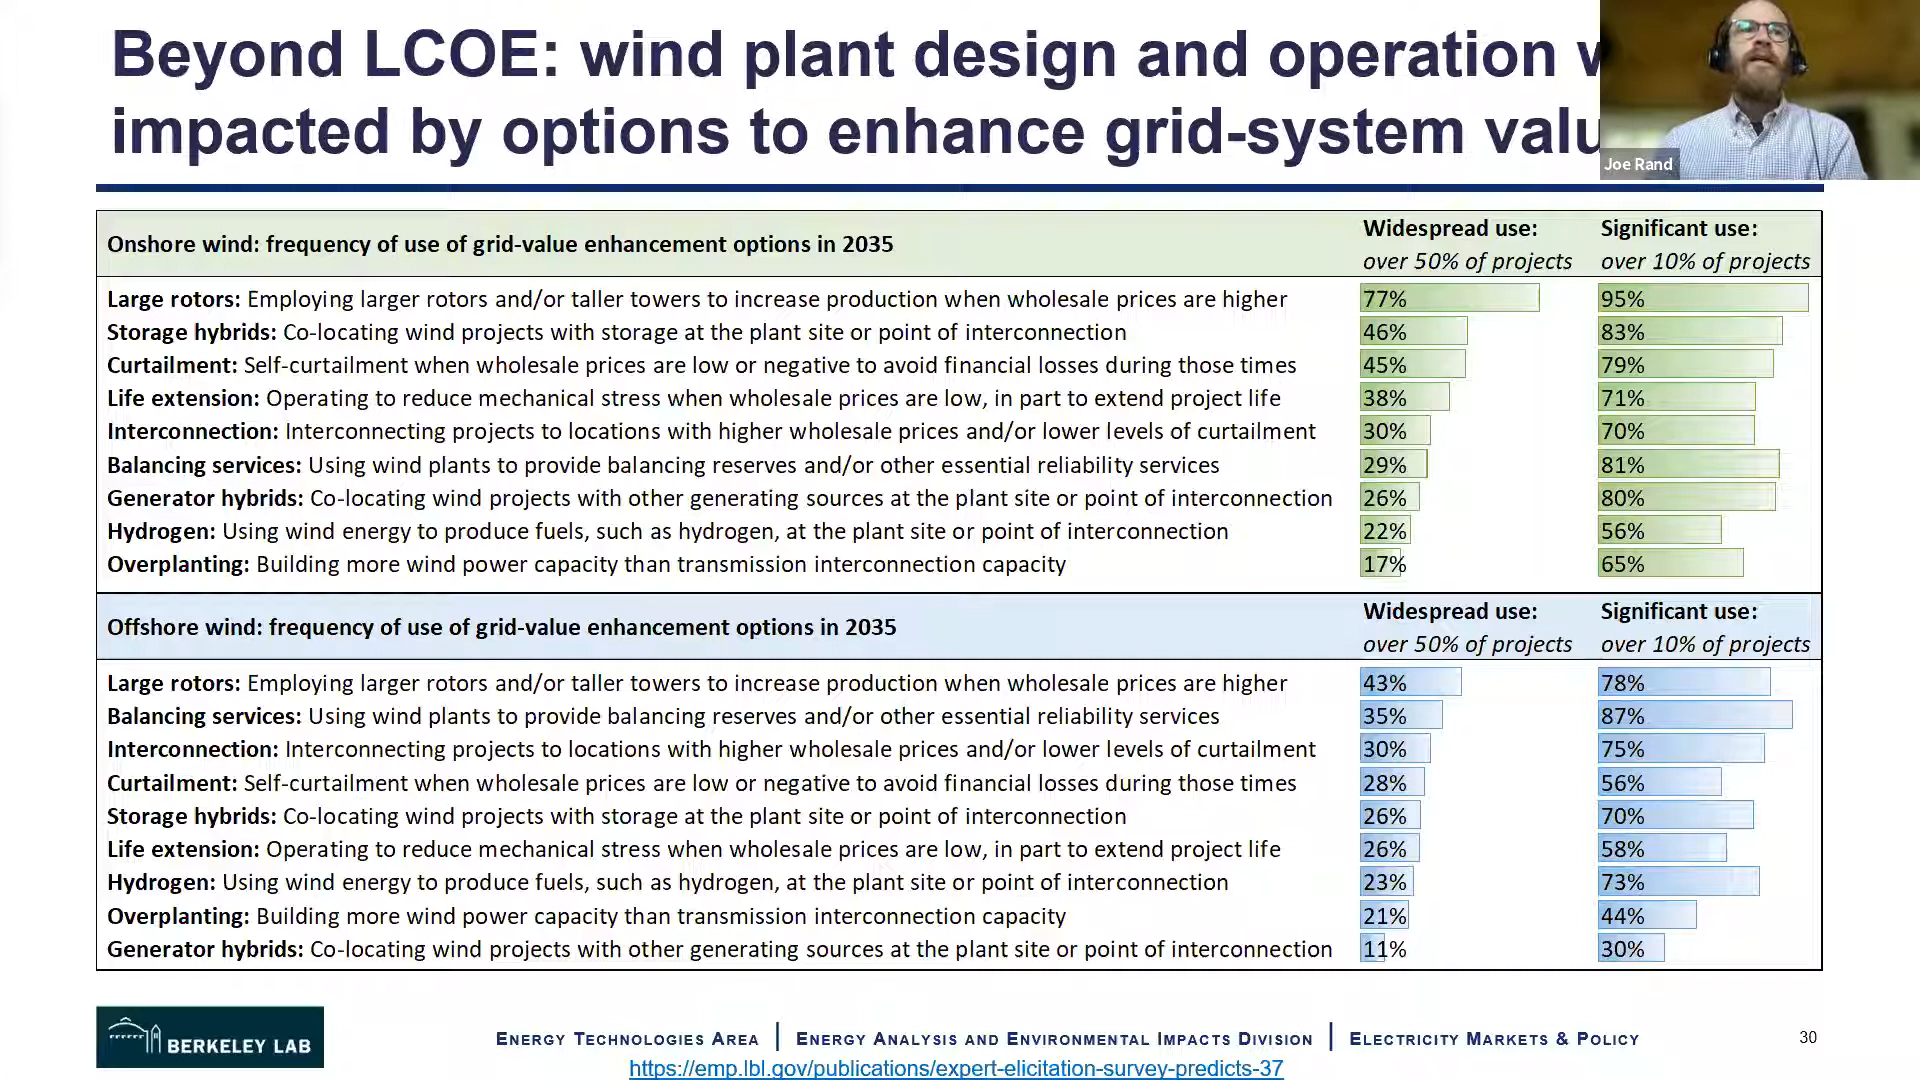 Beyond LCOE: wind plant design and operation
impacted by options to enhance grid-system
Joe Rand
Onshore wind: frequency of use of grid-value enhancement options in 2035
Widespread use:
over 50% of projects
Significant use:
over 10% of projects
Large rotors: Employing larger rotors and/or taller towers to increase production when wholesale prices are higher 77% 95%
Storage hybrids: Co-locating wind projects with storage at the plant site or point of interconnection 46% 83%
Curtailment: Self-curtailment when wholesale prices are low or negative to avoid financial losses during those times 45% 79%
Life extension: Operating to reduce mechanical stress when wholesale prices are low, in part to extend project life 38% 71%
Interconnection: Interconnecting projects to locations with higher wholesale prices and/or lower levels of curtailment 30% 70%
Balancing services: Using wind plants to provide balancing reserves and/or other essential reliability services 29% 81%
Generator hybrids: Co-locating wind projects with other generating sources at the plant site or point of interconnection 26% 80%
Hydrogen: Using wind energy to produce fuels, such as hydrogen, at the plant site or point of interconnection 22% 56%
Overplanting: Building more wind power capacity than transmission interconnection capacity 17% 65%
Offshore wind: frequency of use of grid-value enhancement options in 2035
Widespread use:
over 50% of projects
Significant use:
over 10% of projects
Large rotors: Employing larger rotors and/or taller towers to increase production when wholesale prices are higher 43% 78%
Balancing services: Using wind plants to provide balancing reserves and/or other essential reliability services 35% 87%
Interconnection: Interconnecting projects to locations with higher wholesale prices and/or lower levels of curtailment 30% 75%
Curtailment: Self-curtailment when wholesale prices are low or negative to avoid financial losses during those times 28% 56%
Storage hybrids: Co-locating wind projects with storage at the plant site or point of interconnection 26% 70%
Life extension: Operating to reduce mechanical stress when wholesale prices are low, in part to extend project life 26% 58%
Hydrogen: Using wind energy to produce fuels, such as hydrogen, at the plant site or point of interconnection 23% 73%
Overplanting: Building more wind power capacity than transmission interconnection capacity 21% 44%
Generator hybrids: Co-locating wind projects with other generating sources at the plant site or point of interconnection 11% 30%
BERKELEY LAB
ENERGY TECHNOLOGIES AREA | ENERGY ANALYSIS AND ENVIRONMENTAL IMPACTS DIVISION | ELECTRICITY MARKETS & POLICY
30
https://emp.lbl.gov/publications/expert-elicitation-survey-predicts-37